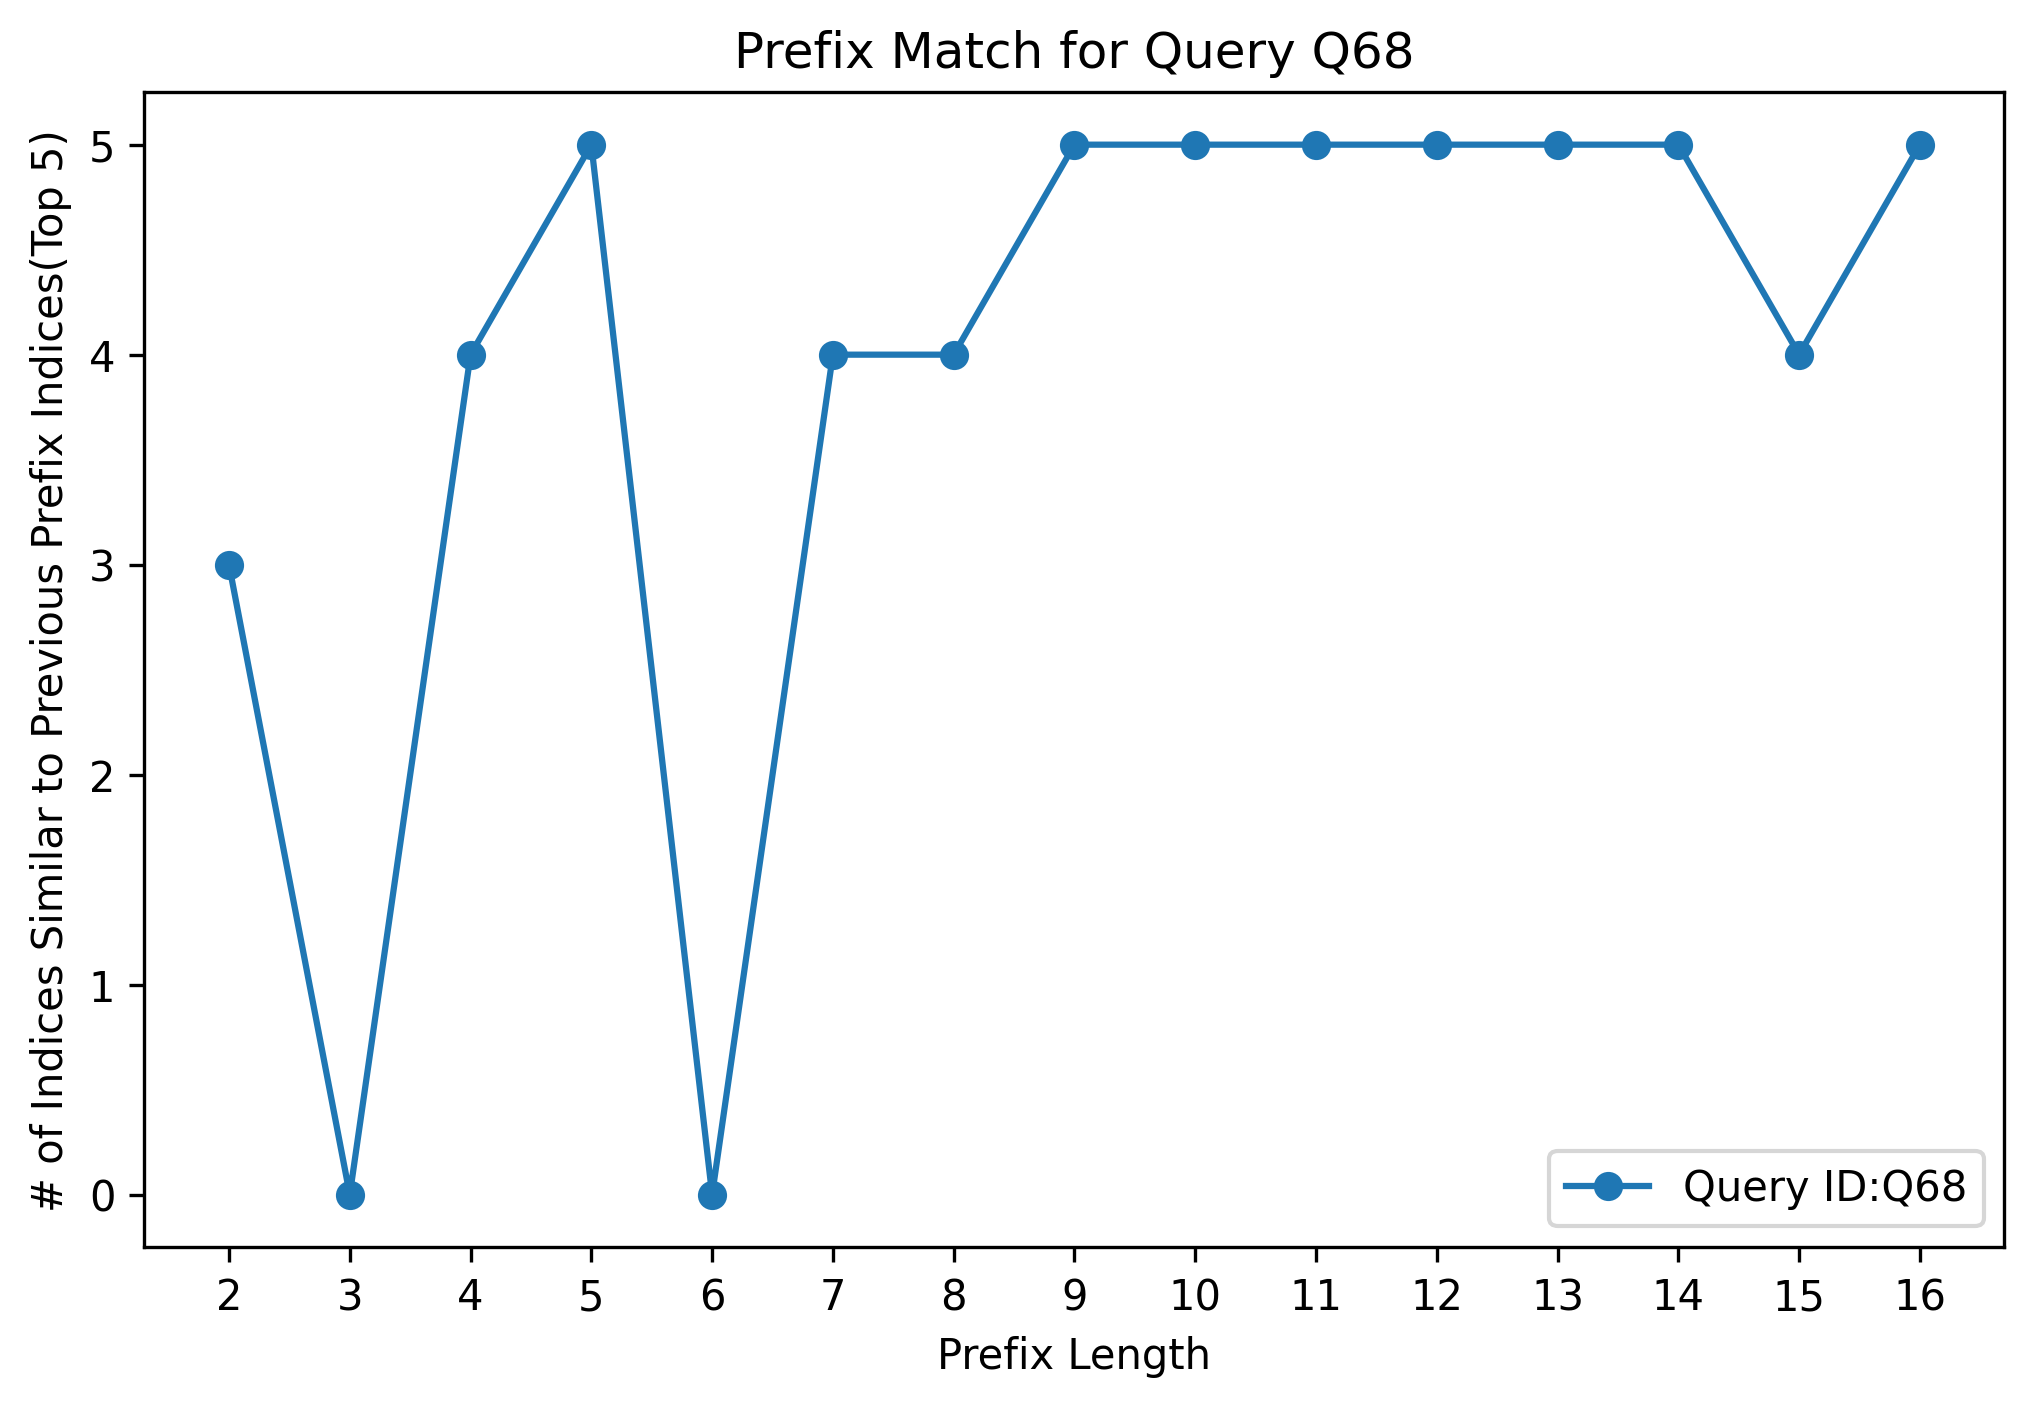 Prefix Match for Query Q68
# of Indices Similar to Previous Prefix Indices(Top 5)
5
4
3
2
1
0
Query ID:Q68
2 3 4 5 6 7 8 9 10 11 12 13 14 15 16
Prefix Length